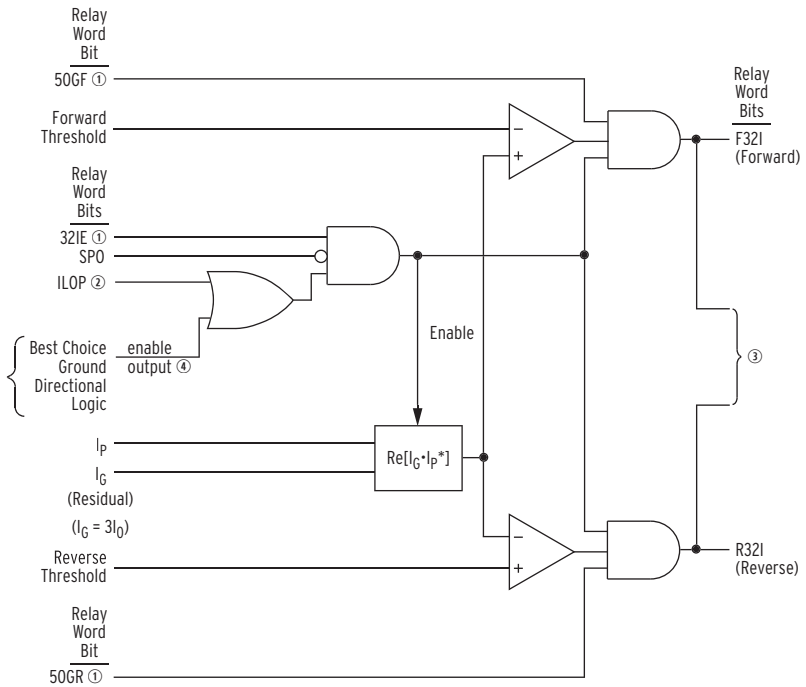 Relay
Word
Bit
50GF ①
Forward
Threshold
Relay
Word
Bits
32IE ①
SPO
ILOP ②
Best Choice
Ground
Directional
Logic
enable
output ④
Enable
I_P
I_G
(Residual)
(I_G = 3I_0)
Re[I_G•I_P*]
Reverse
Threshold
Relay
Word
Bit
50GR ①
−
+
−
+
Relay
Word
Bits
F32I
(Forward)
③
R32I
(Reverse)